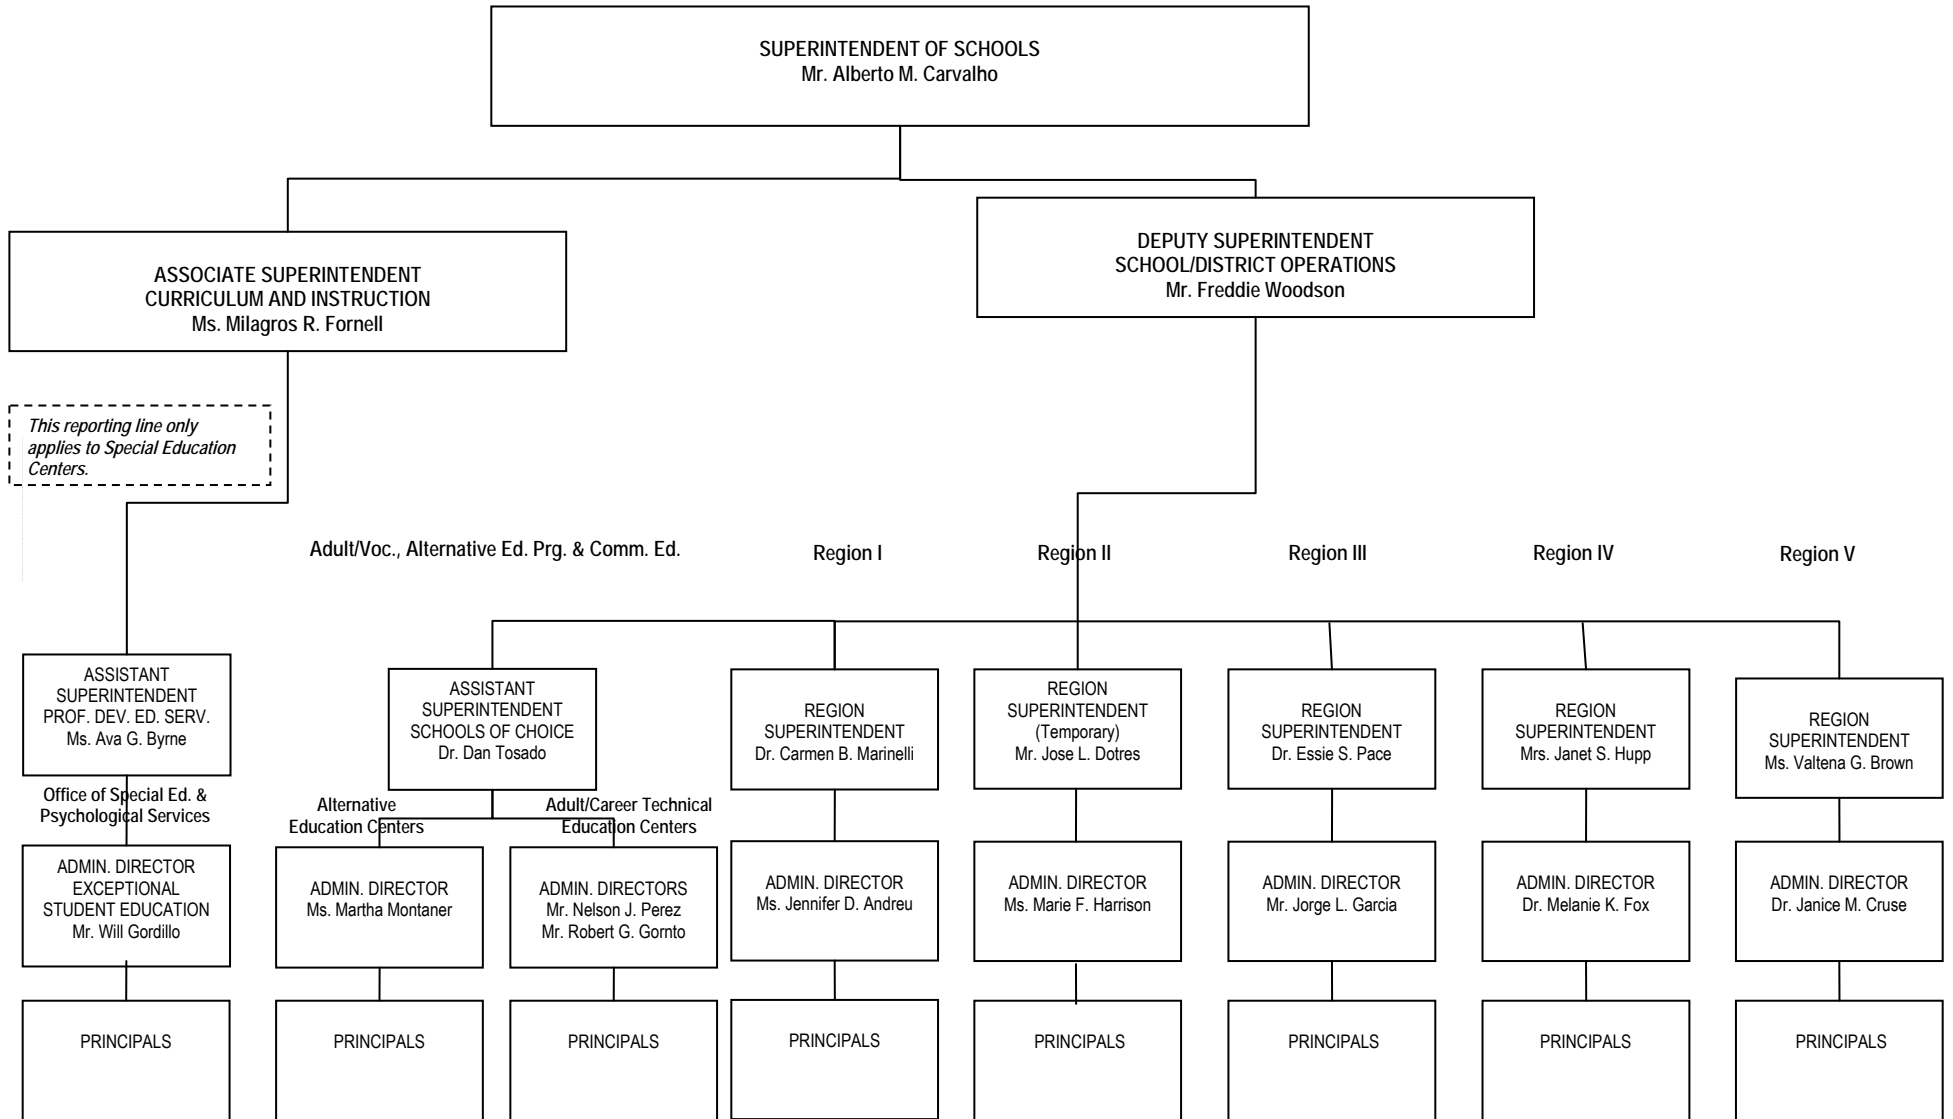 SUPERINTENDENT OF SCHOOLS
Mr. Alberto M. Carvalho
ASSOCIATE SUPERINTENDENT
CURRICULUM AND INSTRUCTION
Ms. Milagros R. Fornell
DEPUTY SUPERINTENDENT
SCHOOL/DISTRICT OPERATIONS
Mr. Freddie Woodson
This reporting line only
applies to Special Education
Centers.
Adult/Voc., Alternative Ed. Prg. & Comm. Ed.
Region I
Region II
Region III
Region IV
Region V
ASSISTANT
SUPERINTENDENT
PROF. DEV. ED. SERV.
Ms. Ava G. Byrne
ASSISTANT
SUPERINTENDENT
SCHOOLS OF CHOICE
Dr. Dan Tosado
REGION
SUPERINTENDENT
Dr. Carmen B. Marinelli
REGION
SUPERINTENDENT
(Temporary)
Mr. Jose L. Dotres
REGION
SUPERINTENDENT
Dr. Essie S. Pace
REGION
SUPERINTENDENT
Mrs. Janet S. Hupp
REGION
SUPERINTENDENT
Ms. Valtena G. Brown
Office of Special Ed. &
Psychological Services
Alternative
Education Centers
Adult/Career Technical
Education Centers
ADMIN. DIRECTOR
EXCEPTIONAL
STUDENT EDUCATION
Mr. Will Gordillo
ADMIN. DIRECTOR
Ms. Martha Montaner
ADMIN. DIRECTORS
Mr. Nelson J. Perez
Mr. Robert G. Gornto
ADMIN. DIRECTOR
Ms. Jennifer D. Andreu
ADMIN. DIRECTOR
Ms. Marie F. Harrison
ADMIN. DIRECTOR
Mr. Jorge L. Garcia
ADMIN. DIRECTOR
Dr. Melanie K. Fox
ADMIN. DIRECTOR
Dr. Janice M. Cruse
PRINCIPALS
PRINCIPALS
PRINCIPALS
PRINCIPALS
PRINCIPALS
PRINCIPALS
PRINCIPALS
PRINCIPALS